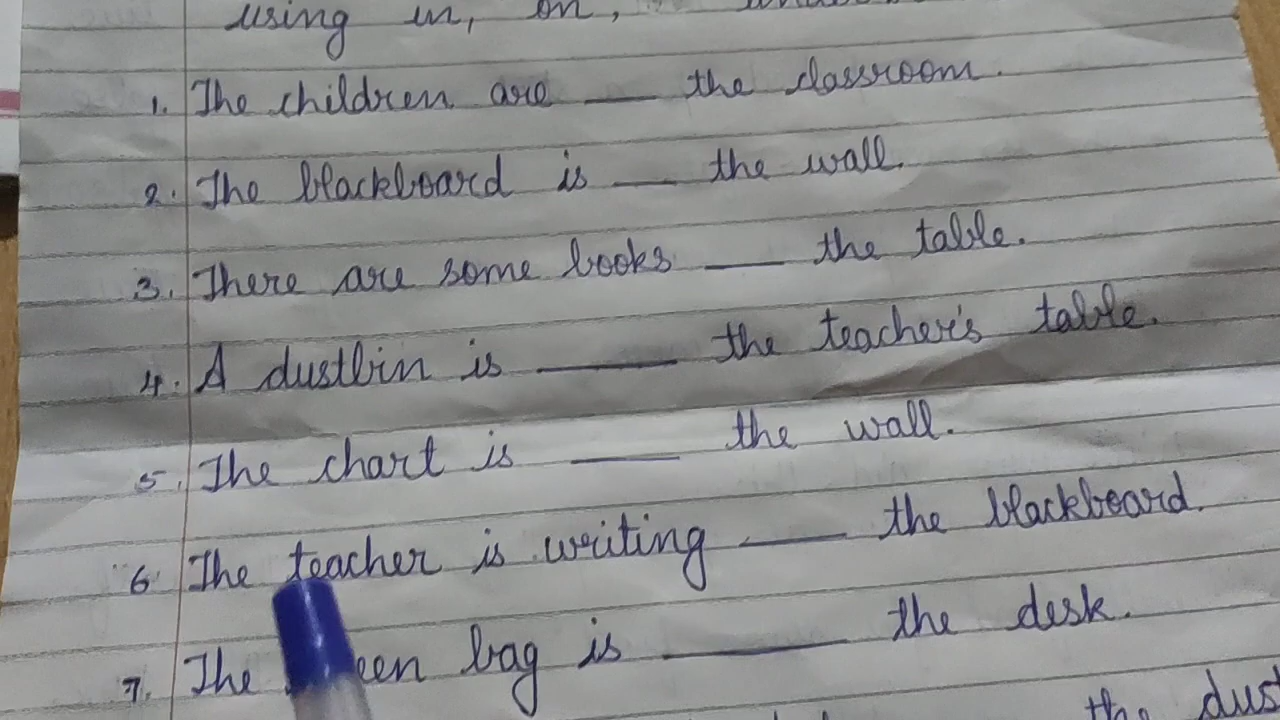 using in, on,
1. The children are ___ the classroom.
2. The blackboard is ___ the wall.
3. There are some books ___ the table.
4. A dustbin is ___ the teacher's table.
5. The chart is ___ the wall.
6. The teacher is writing ___ the blackboard.
7. The bag is ___ the desk.
the